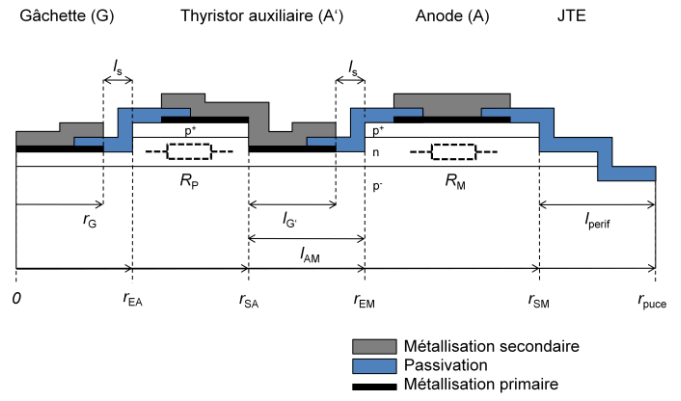 Gâchette (G) Thyristor auxiliaire (A') Anode (A) JTE
ls ls
p+ p+
n
RP RM
p-
rG lG' lperif
lAM
0 rEA rSA rEM rSM rpuce
Métallisation secondaire
Passivation
Métallisation primaire